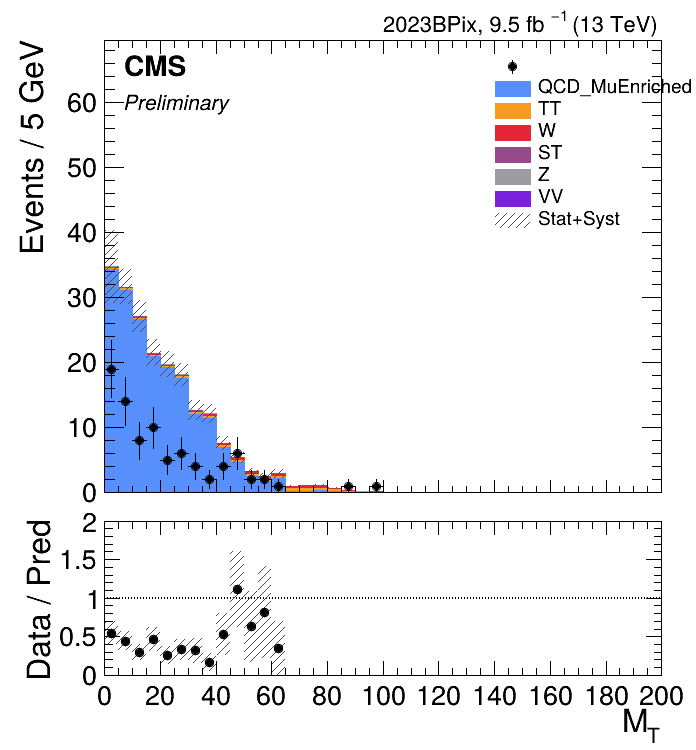 2023BPix, 9.5 fb⁻¹ (13 TeV)
CMS
Preliminary
QCD_MuEnriched
TT
W
ST
Z
VV
Stat+Syst
Events / 5 GeV
60
50
40
30
20
10
0
Data / Pred
2
1.5
1
0.5
0
0 20 40 60 80 100 120 140 160 180 200
M_T